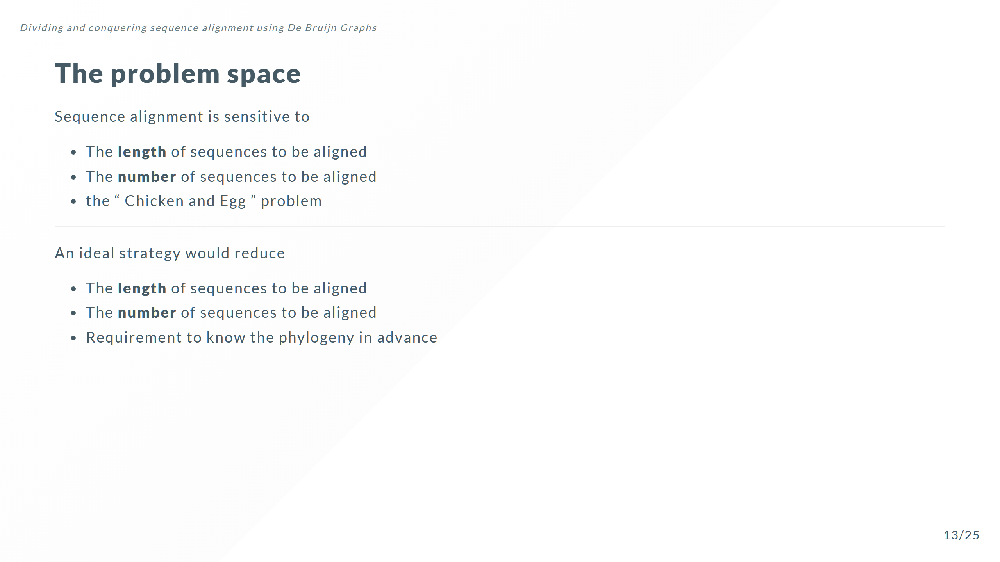 Dividing and conquering sequence alignment using De Bruijn Graphs
The problem space
Sequence alignment is sensitive to
• The length of sequences to be aligned
• The number of sequences to be aligned
• the “ Chicken and Egg ” problem
An ideal strategy would reduce
• The length of sequences to be aligned
• The number of sequences to be aligned
• Requirement to know the phylogeny in advance
13/25